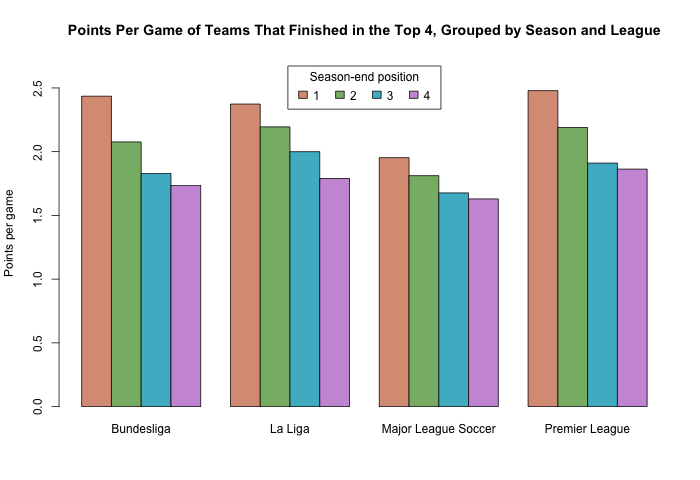 Points Per Game of Teams That Finished in the Top 4, Grouped by Season and League
Season-end position
1 2 3 4
Points per game
2.5
2.0
1.5
1.0
0.5
0.0
Bundesliga La Liga Major League Soccer Premier League